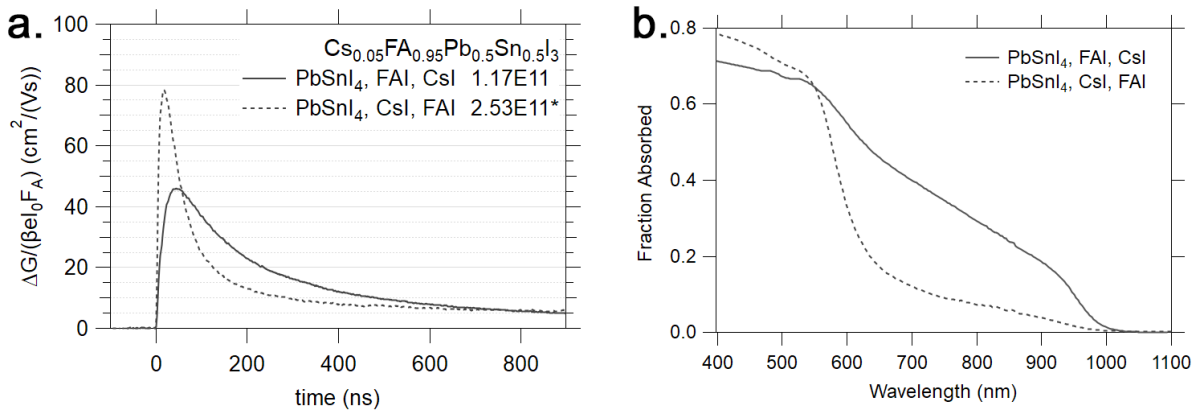 a.
Cs0.05FA0.95Pb0.5Sn0.5I3
PbSnI4, FAI, CsI 1.17E11
PbSnI4, CsI, FAI 2.53E11*
ΔG/(βeI0FA) (cm2/(Vs))
100
80
60
40
20
0
0 200 400 600 800
time (ns)
b.
PbSnI4, FAI, CsI
PbSnI4, CsI, FAI
Fraction Absorbed
0.8
0.6
0.4
0.2
0.0
400 500 600 700 800 900 1000 1100
Wavelength (nm)